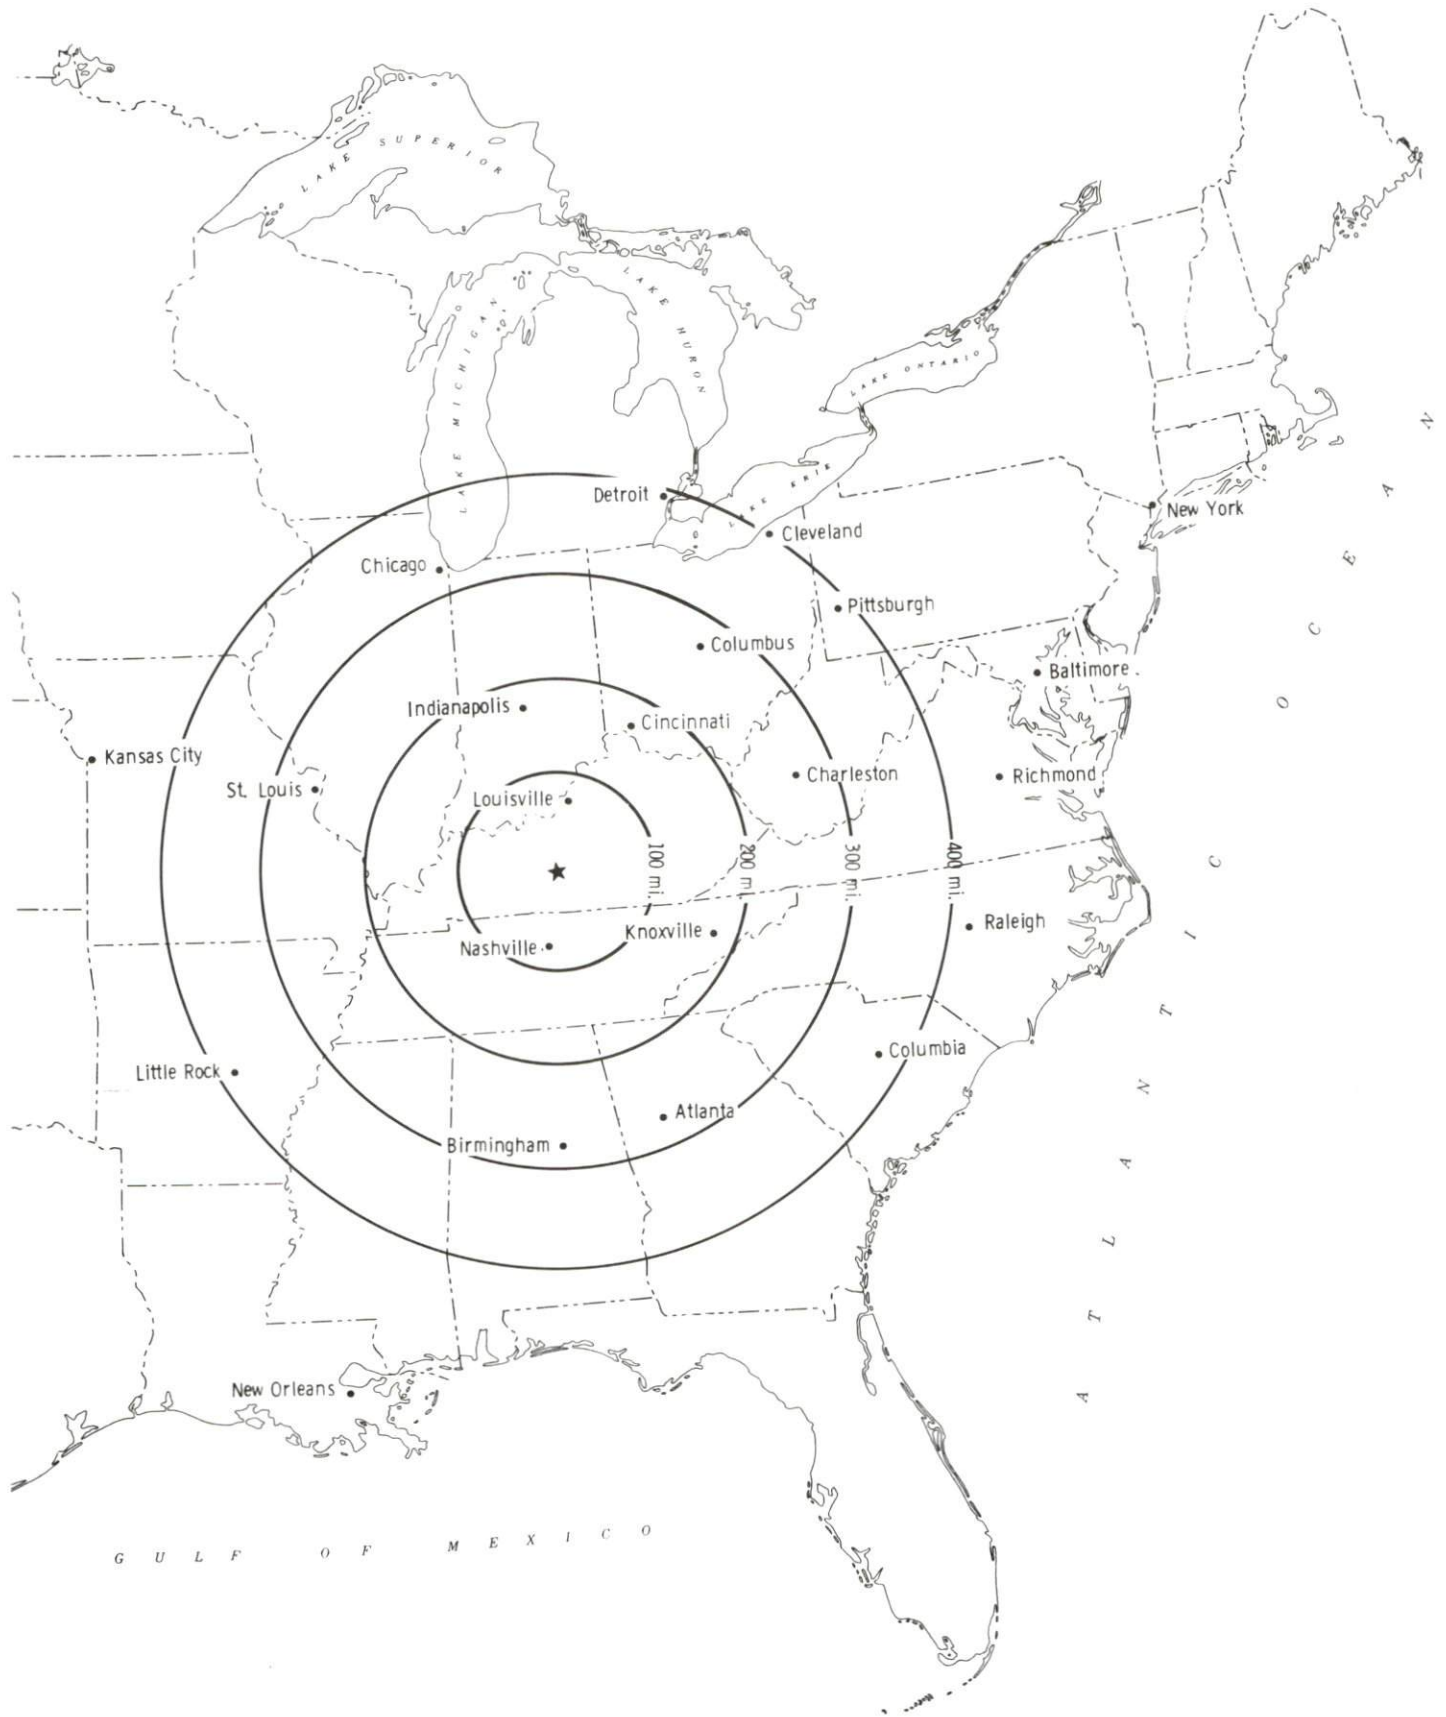 LAKE SUPERIOR
LAKE MICHIGAN
LAKE HURON
LAKE ONTARIO
LAKE ERIE
Detroit
New York
Cleveland
Chicago
Pittsburgh
Columbus
Baltimore
Indianapolis
Cincinnati
Kansas City
St. Louis
Charleston
Richmond
Louisville
100 mi.
200 mi.
300 mi.
400 mi.
Raleigh
Knoxville
Nashville
Columbia
Little Rock
Atlanta
Birmingham
New Orleans
ATLANTIC OCEAN
GULF OF MEXICO